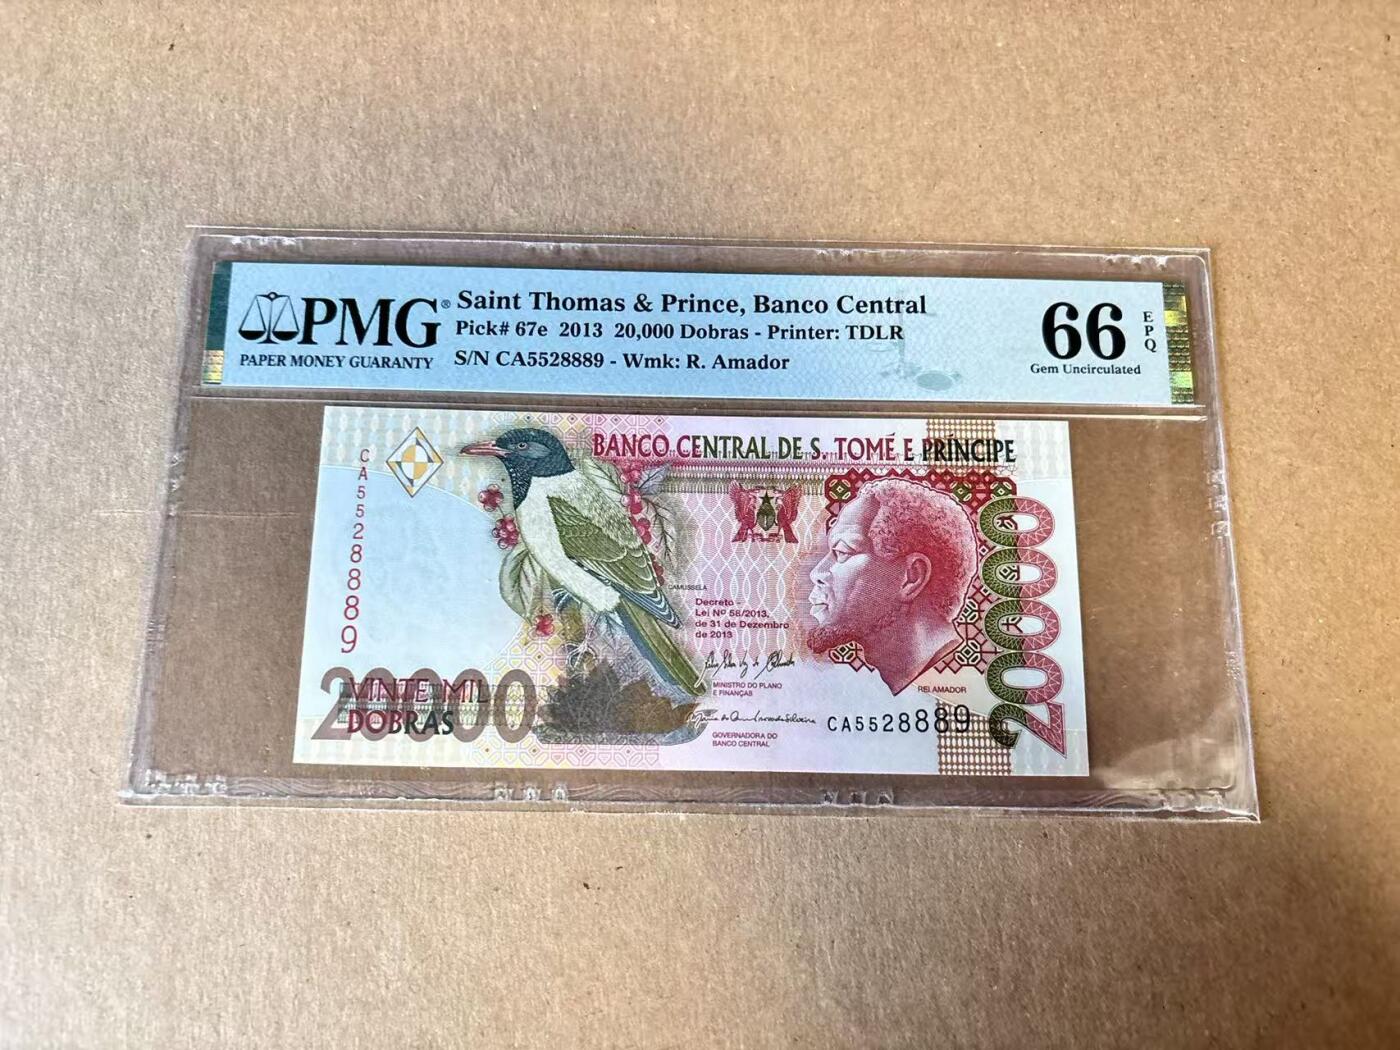 PMG®
PAPER MONEY GUARANTY
Saint Thomas & Prince, Banco Central
Pick# 67e 2013 20,000 Dobras - Printer: TDLR
S/N CA5528889 - Wmk: R. Amador
66
EPQ
Gem Uncirculated
BANCO CENTRAL DE S. TOMÉ E PRÍNCIPE
CA5528889
CAMUSSELA
Decreto -
Lei Nº 58/2013,
de 31 de Dezembro
de 2013
MINISTRO DO PLANO
E FINANÇAS
GOVERNADORA DO
BANCO CENTRAL
REI AMADOR
CA5528889
20000
VINTE MIL
DOBRAS
20000